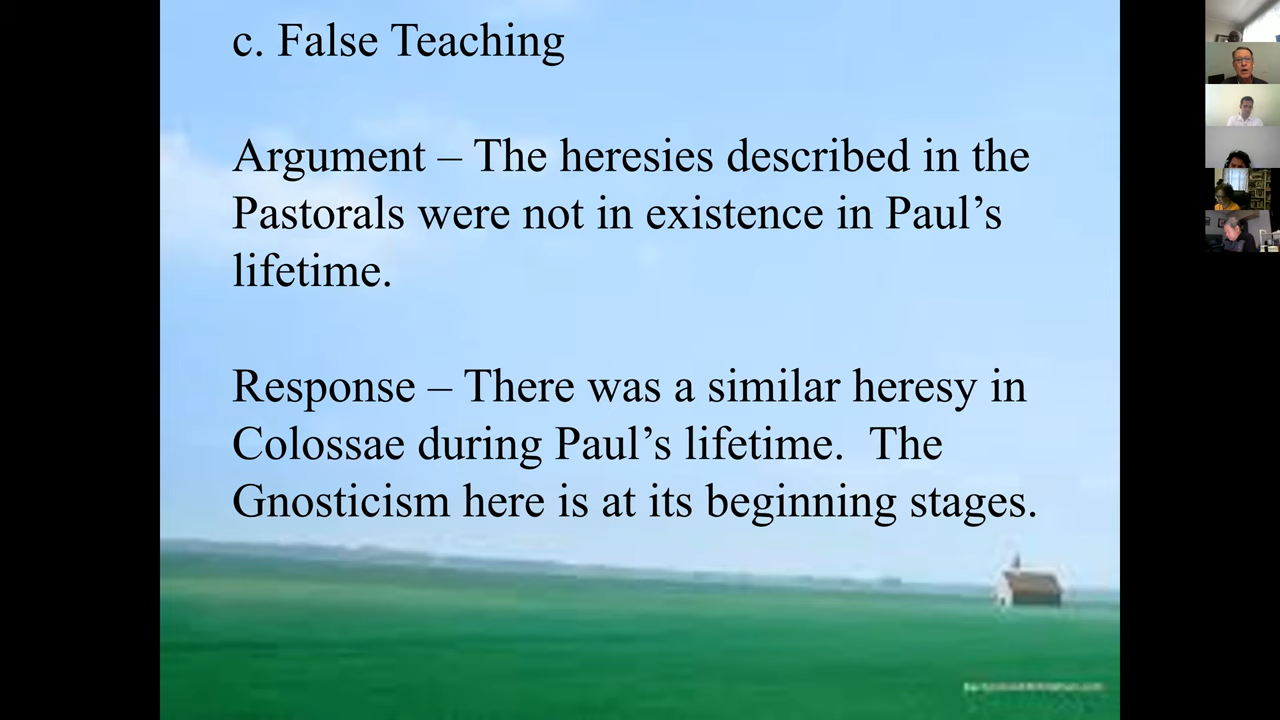 c. False Teaching
Argument – The heresies described in the
Pastorals were not in existence in Paul’s
lifetime.
Response – There was a similar heresy in
Colossae during Paul’s lifetime.  The
Gnosticism here is at its beginning stages.